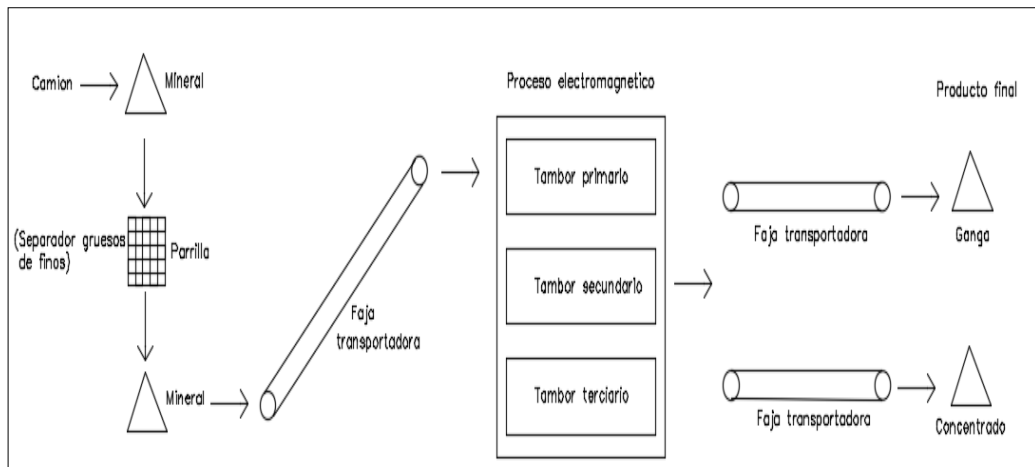 Camion
Mineral
(Separador gruesos
de finos)
Parrilla
Mineral
Faja
transportadora
Proceso electromagnetico
Tambor primario
Tambor secundario
Tambor terciario
Producto final
Faja transportadora
Ganga
Faja transportadora
Concentrado